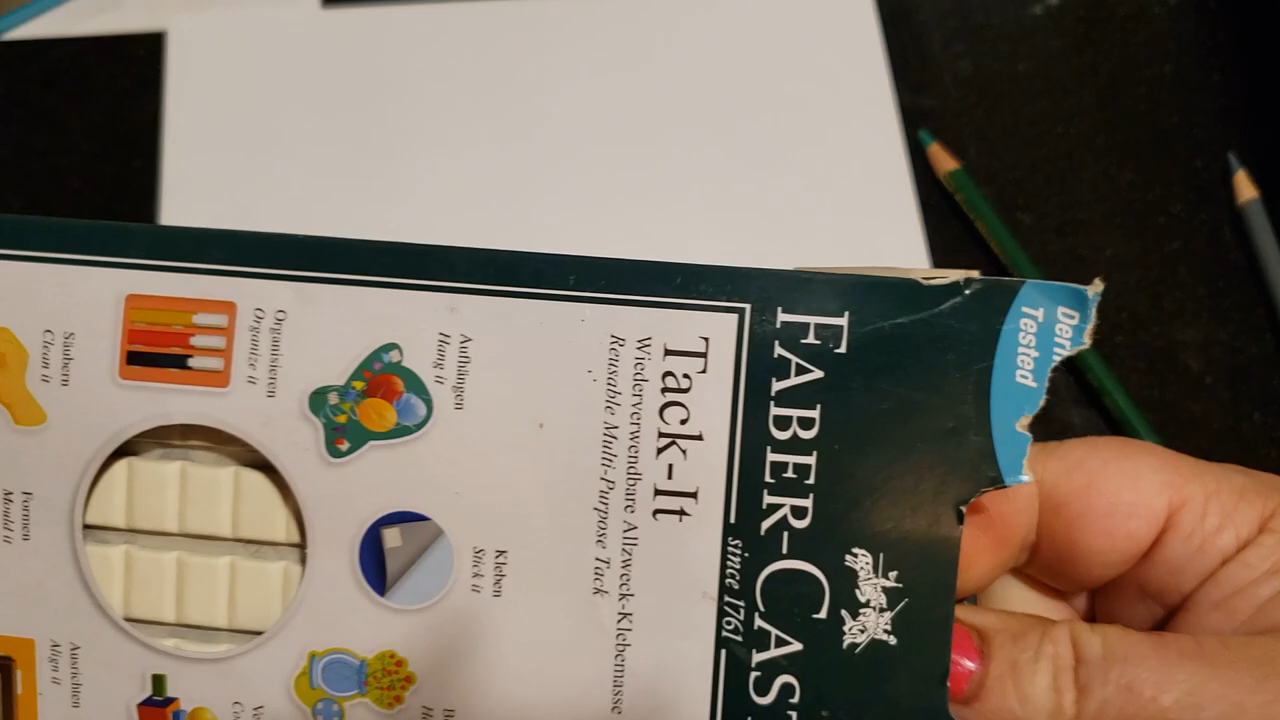 Tested
FABER-CAST
since 1761
Tack-It
Wiederverwendbare Allzweck-Klebemasse
Reusable Multi-Purpose Tack
Aufhängen
Hang it
Kleben
Stick it
Organisieren
Organize it
Säubern
Clean it
Formen
Mould it
Ausrichten
Align it